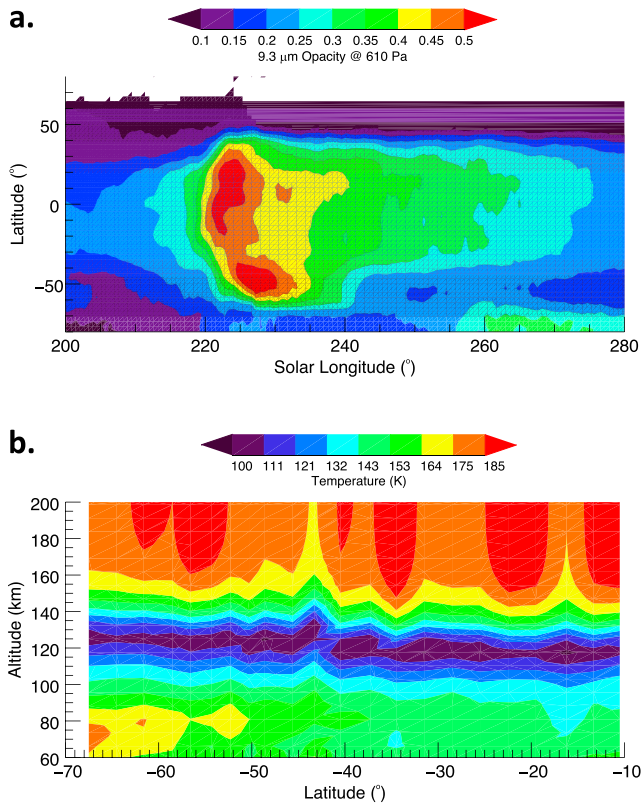 a.
0.1 0.15 0.2 0.25 0.3 0.35 0.4 0.45 0.5
9.3 μm Opacity @ 610 Pa
50
0
−50
Latitude (°)
200 220 240 260 280
Solar Longitude (°)
b.
100 111 121 132 143 153 164 175 185
Temperature (K)
200
180
160
140
120
100
80
60
Altitude (km)
−70 −60 −50 −40 −30 −20 −10
Latitude (°)